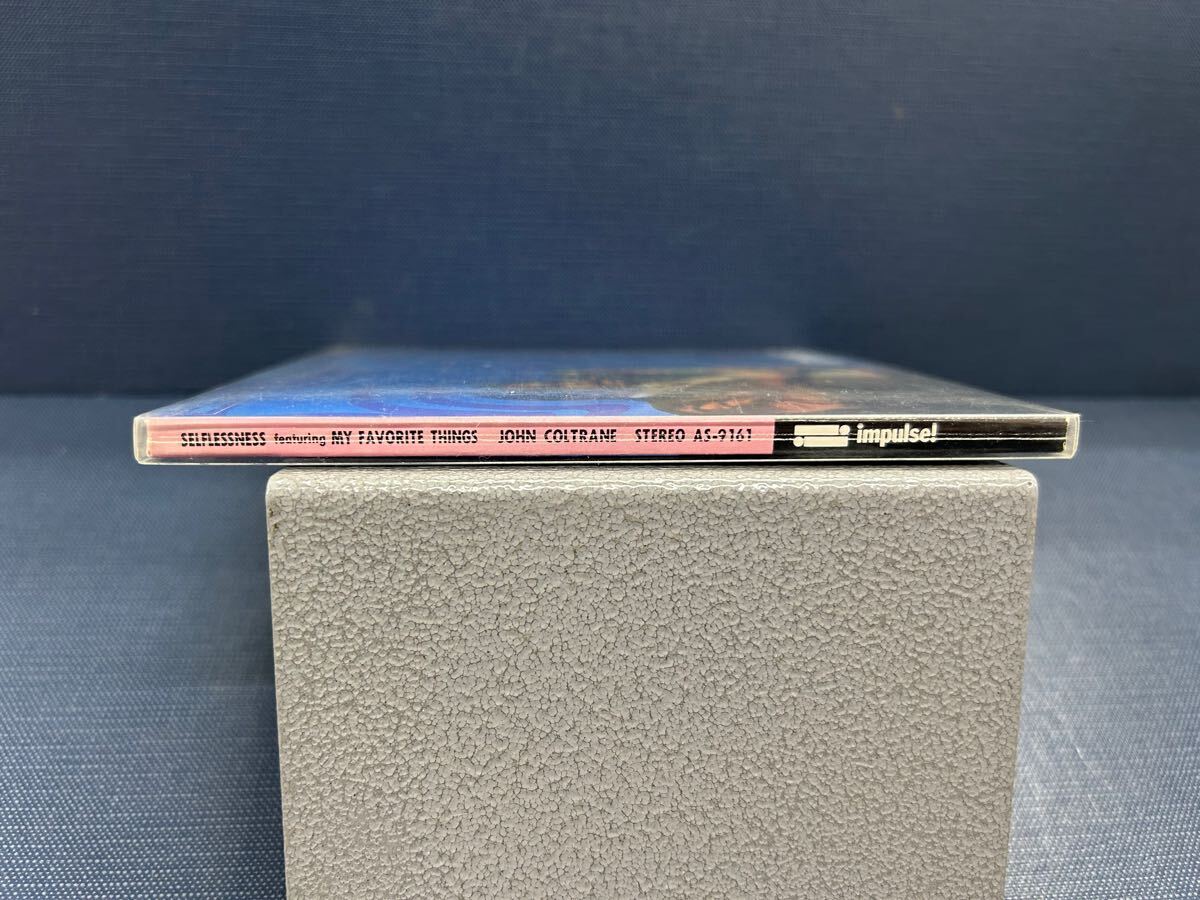 SELFLESSNESS featuring MY FAVORITE THINGS JOHN COLTRANE STEREO AS-9161 impulse!